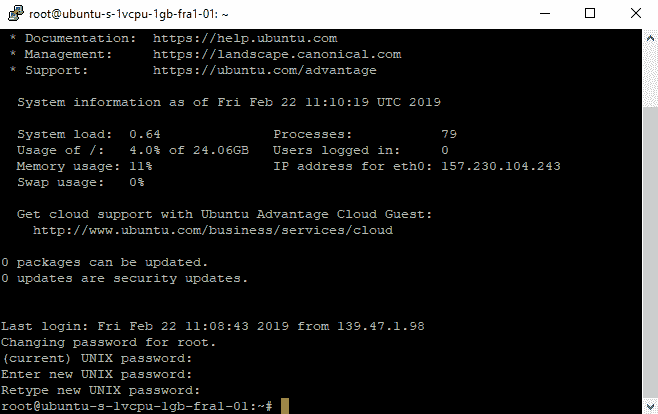 root@ubuntu-s-1vcpu-1gb-fra1-01: ~
* Documentation:  https://help.ubuntu.com
* Management:     https://landscape.canonical.com
* Support:        https://ubuntu.com/advantage
System information as of Fri Feb 22 11:10:19 UTC 2019
System load:  0.64              Processes:           79
Usage of /:   4.0% of 24.06GB   Users logged in:     0
Memory usage: 11%               IP address for eth0: 157.230.104.243
Swap usage:   0%
Get cloud support with Ubuntu Advantage Cloud Guest:
http://www.ubuntu.com/business/services/cloud
0 packages can be updated.
0 updates are security updates.
Last login: Fri Feb 22 11:08:43 2019 from 139.47.1.98
Changing password for root.
(current) UNIX password:
Enter new UNIX password:
Retype new UNIX password:
root@ubuntu-s-1vcpu-1gb-fra1-01:~#